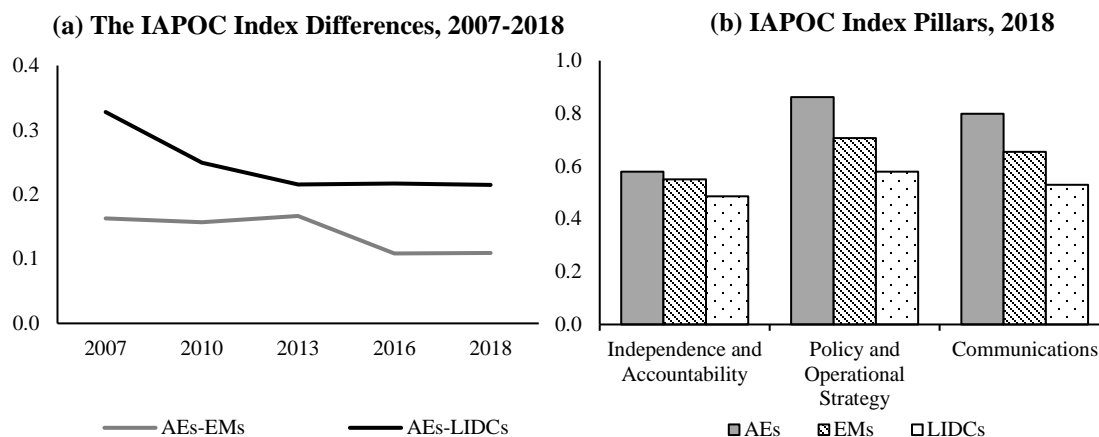 (a) The IAPOC Index Differences, 2007-2018
0.4
0.3
0.2
0.1
0.0
2007 2010 2013 2016 2018
AEs-EMs AEs-LIDCs
(b) IAPOC Index Pillars, 2018
1.0
0.8
0.6
0.4
0.2
0.0
Independence and
Accountability
Policy and
Operational
Strategy
Communications
AEs EMs LIDCs